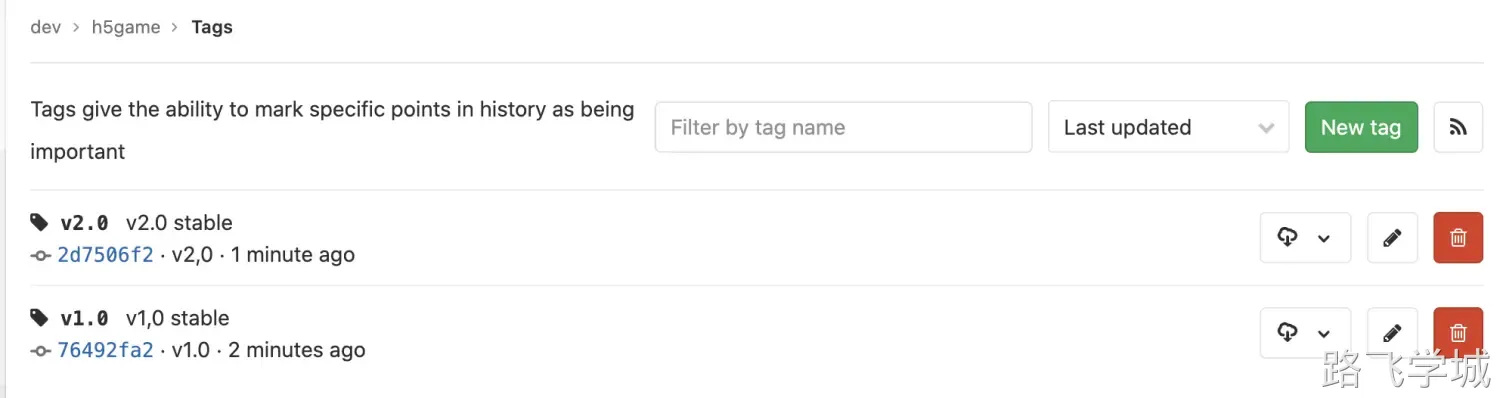 dev > h5game > Tags
Tags give the ability to mark specific points in history as being
important
Filter by tag name
Last updated
New tag
v2.0 v2.0 stable
2d7506f2 · v2,0 · 1 minute ago
v1.0 v1,0 stable
76492fa2 · v1.0 · 2 minutes ago
路飞学城